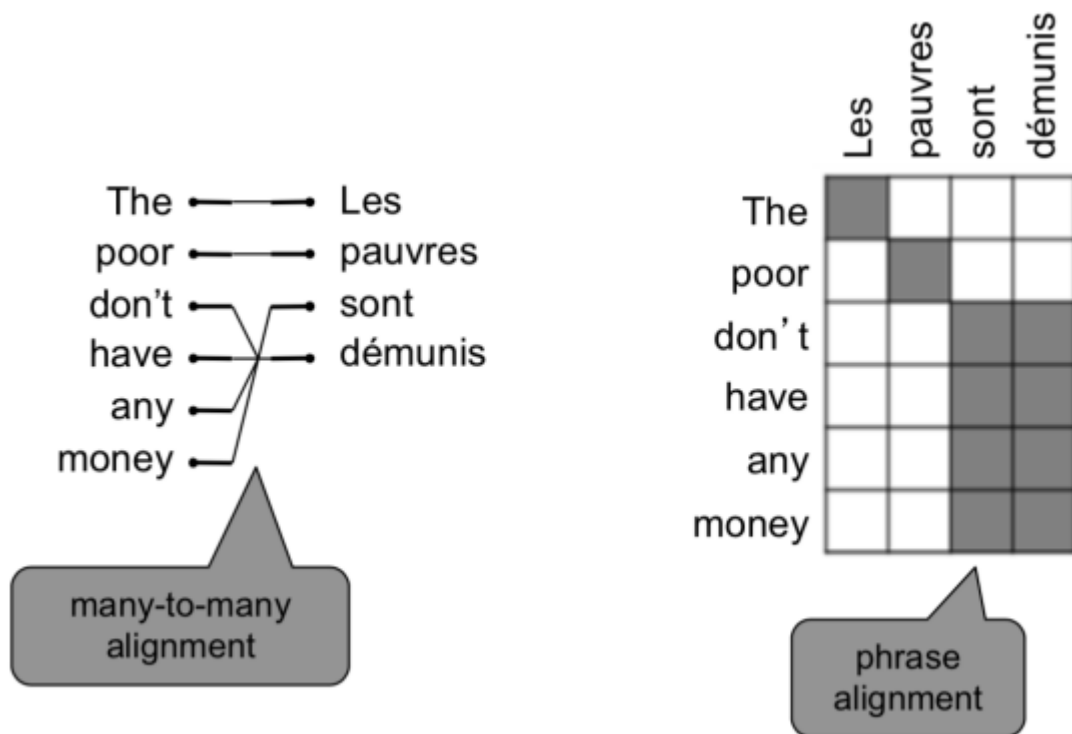 The Les
poor pauvres
don't sont
have démunis
any
money
many-to-many
alignment
Les pauvres sont démunis
The
poor
don't
have
any
money
phrase
alignment